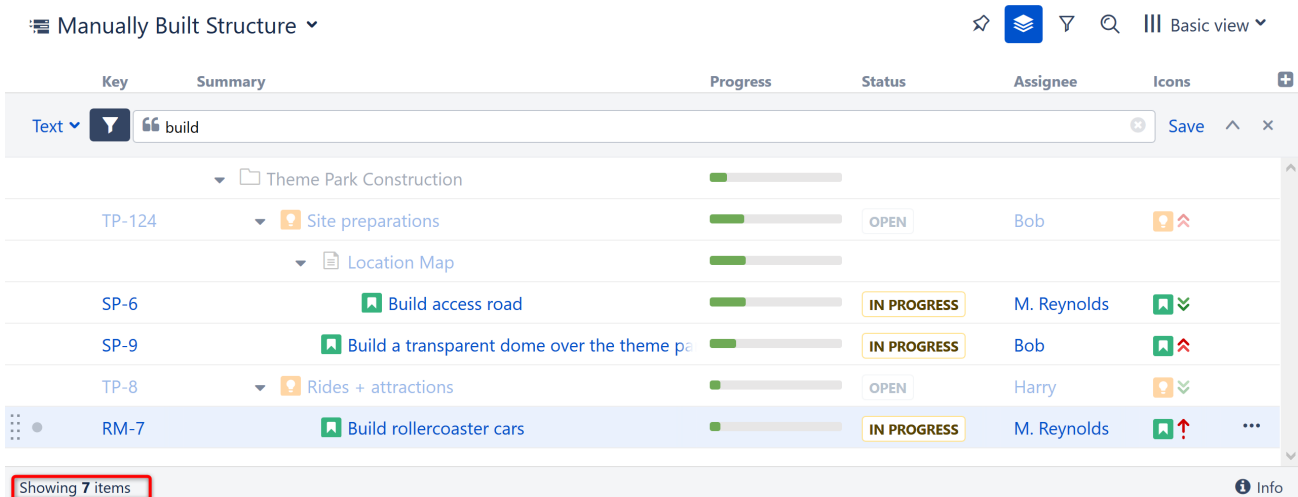 Manually Built Structure
Basic view
Key Summary Progress Status Assignee Icons
Text build Save
Theme Park Construction
TP-124 Site preparations OPEN Bob
Location Map
SP-6 Build access road IN PROGRESS M. Reynolds
SP-9 Build a transparent dome over the theme pa IN PROGRESS Bob
TP-8 Rides + attractions OPEN Harry
RM-7 Build rollercoaster cars IN PROGRESS M. Reynolds
Showing 7 items Info